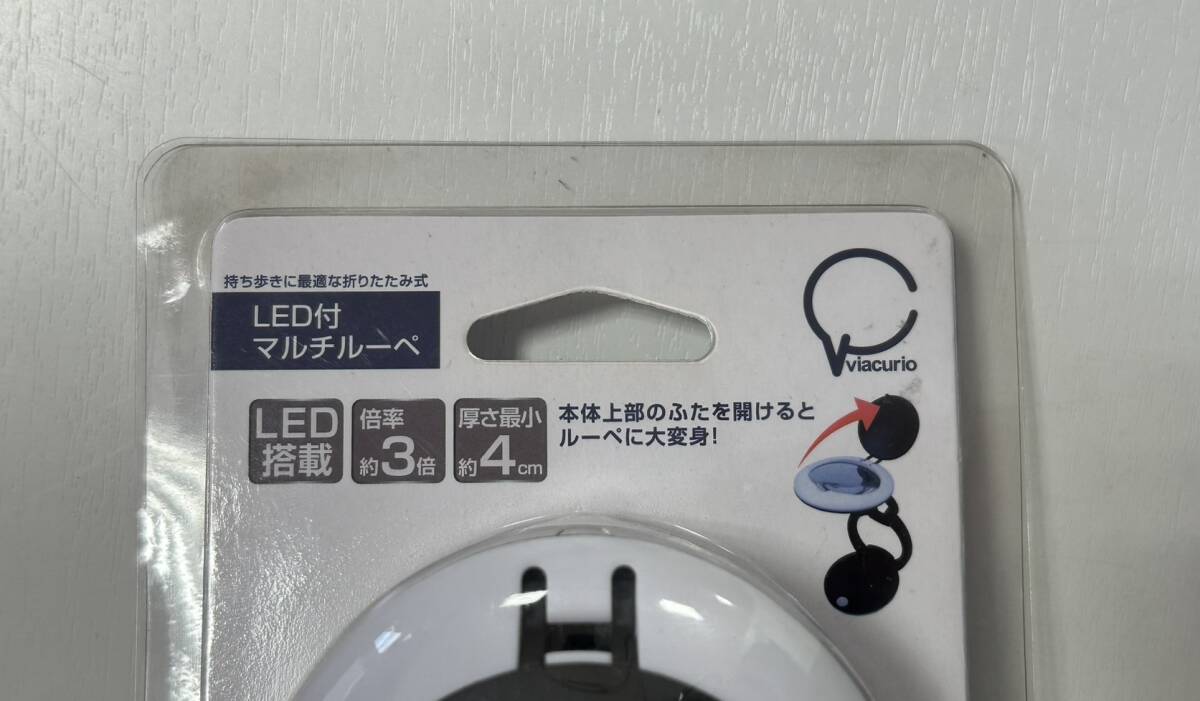 持ち歩きに最適な折りたたみ式
LED付
マルチルーペ
viacurio
LED
搭載
倍率
約3倍
厚さ最小
約4cm
本体上部のふたを開けると
ルーペに大変身!